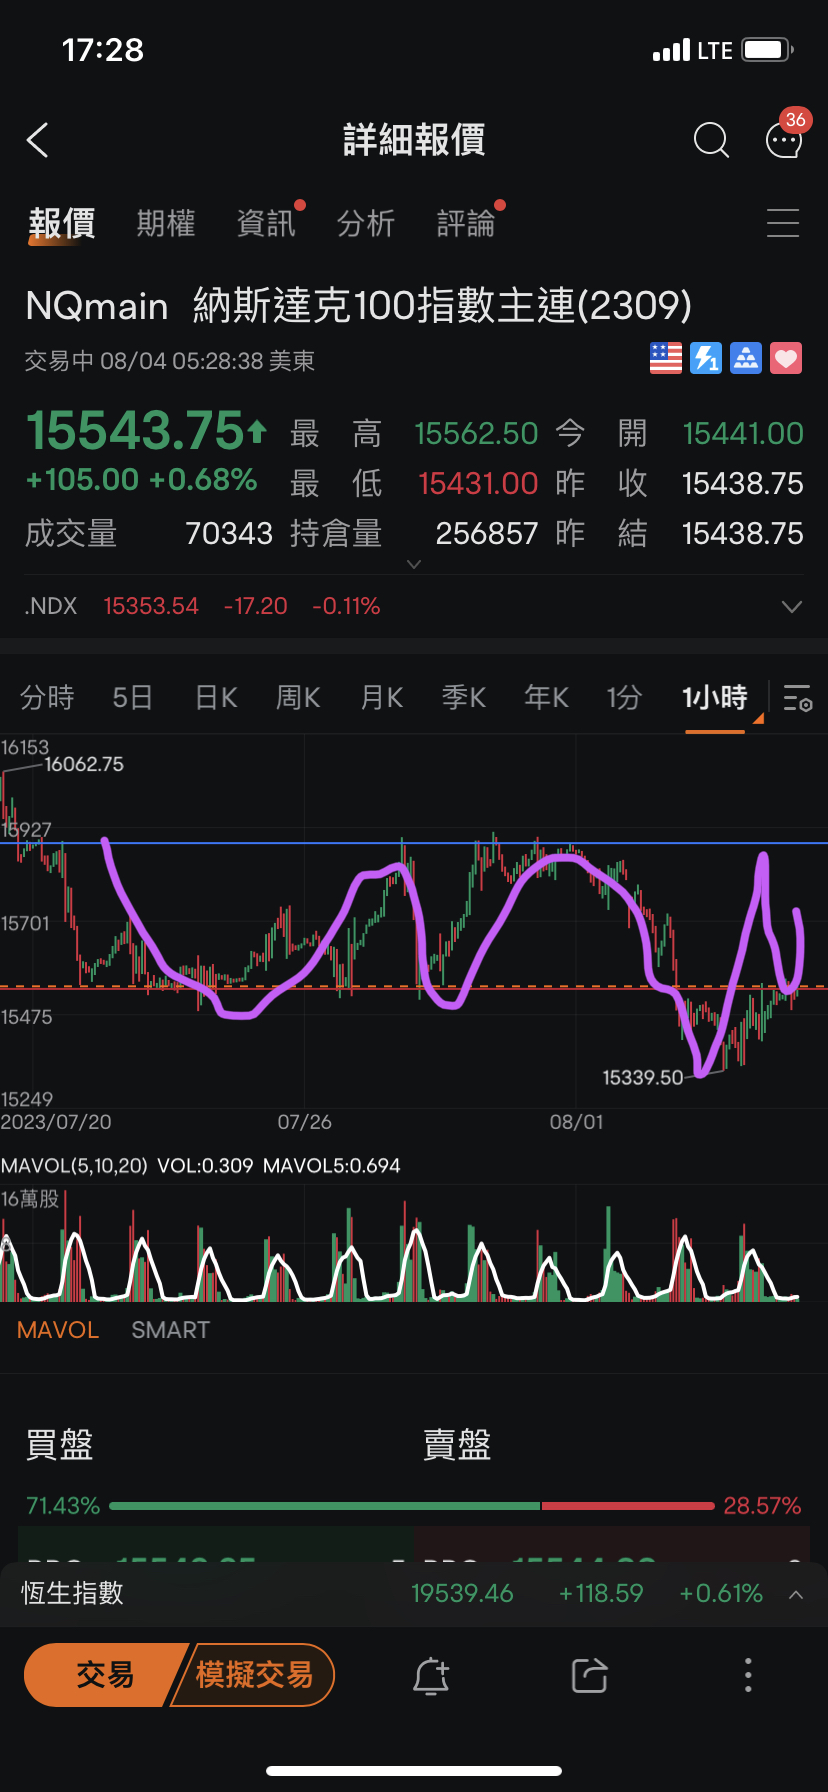 17:28 LTE
詳細報價 36
報價 期權 資訊 分析 評論
NQmain 納斯達克100指數主連(2309)
交易中 08/04 05:28:38 美東
15543.75 最高 15562.50 今開 15441.00
+105.00 +0.68% 最低 15431.00 昨收 15438.75
成交量 70343 持倉量 256857 昨結 15438.75
.NDX 15353.54 -17.20 -0.11%
分時 5日 日K 周K 月K 季K 年K 1分 1小時
16153
16062.75
15927
15701
15475
15339.50
15249
2023/07/20 07/26 08/01
MAVOL(5,10,20) VOL:0.309 MAVOL5:0.694
16萬股
MAVOL SMART
買盤 賣盤
71.43% 28.57%
恆生指數 19539.46 +118.59 +0.61%
交易 模擬交易